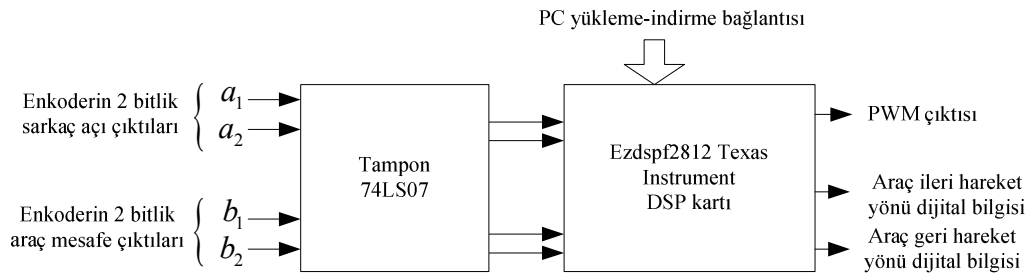 PC yükleme-indirme bağlantısı
Enkoderin 2 bitlik
sarkaç açı çıktıları
a1
a2
Enkoderin 2 bitlik
araç mesafe çıktıları
b1
b2
Tampon
74LS07
Ezdspf2812 Texas
Instrument
DSP kartı
PWM çıktısı
Araç ileri hareket
yönü dijital bilgisi
Araç geri hareket
yönü dijital bilgisi